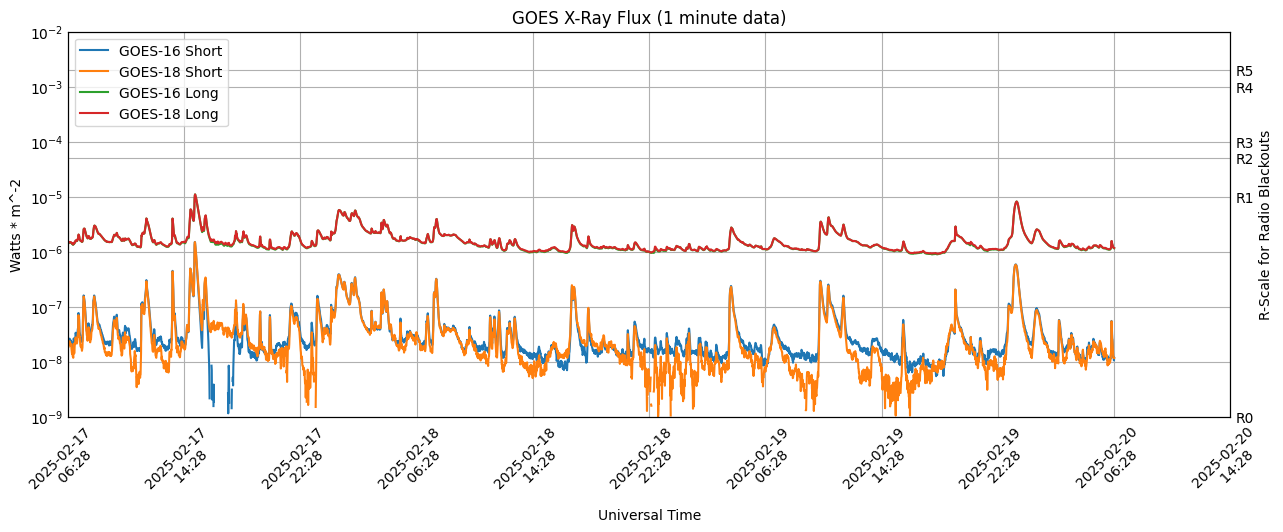 GOES X-Ray Flux (1 minute data)
GOES-16 Short
GOES-18 Short
GOES-16 Long
GOES-18 Long
10⁻²
10⁻³
10⁻⁴
10⁻⁵
10⁻⁶
10⁻⁷
10⁻⁸
10⁻⁹
Watts * m^-2
R5
R4
R3
R2
R1
R0
R-Scale for Radio Blackouts
2025-02-17
06:28
2025-02-17
14:28
2025-02-17
22:28
2025-02-18
06:28
2025-02-18
14:28
2025-02-18
22:28
2025-02-19
06:28
2025-02-19
14:28
2025-02-19
22:28
2025-02-20
06:28
2025-02-20
14:28
Universal Time